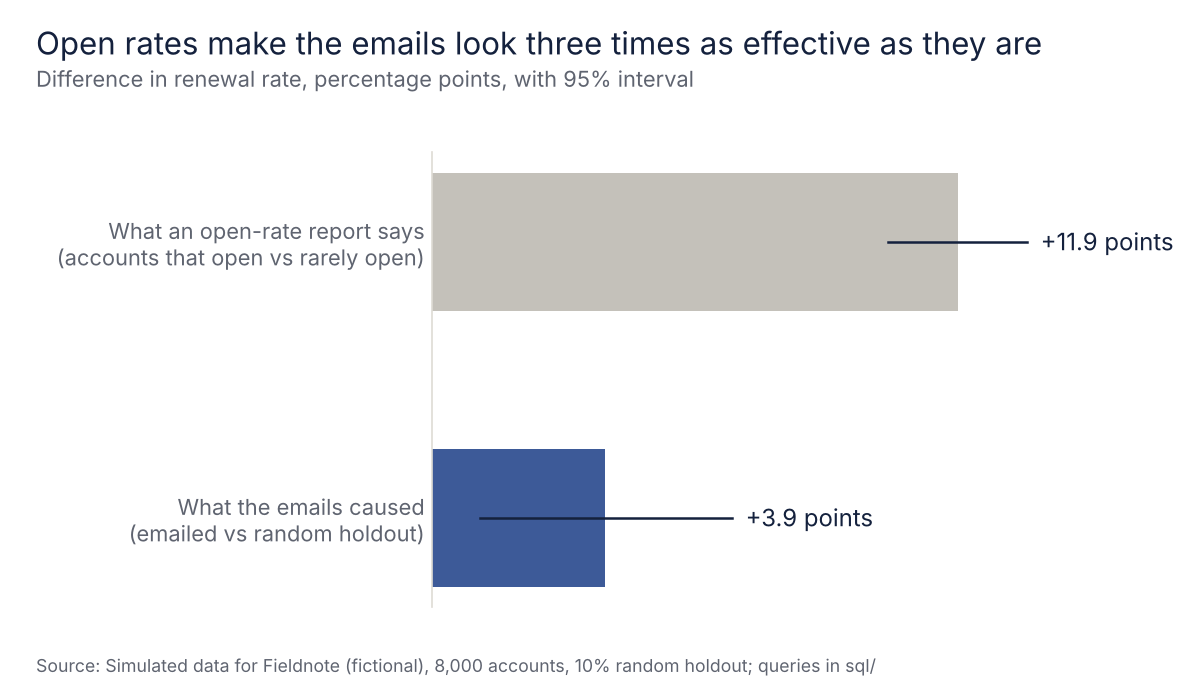 Open rates make the emails look three times as effective as they are
Difference in renewal rate, percentage points, with 95% interval
What an open-rate report says
(accounts that open vs rarely open)
+11.9 points
What the emails caused
(emailed vs random holdout)
+3.9 points
Source: Simulated data for Fieldnote (fictional), 8,000 accounts, 10% random holdout; queries in sql/